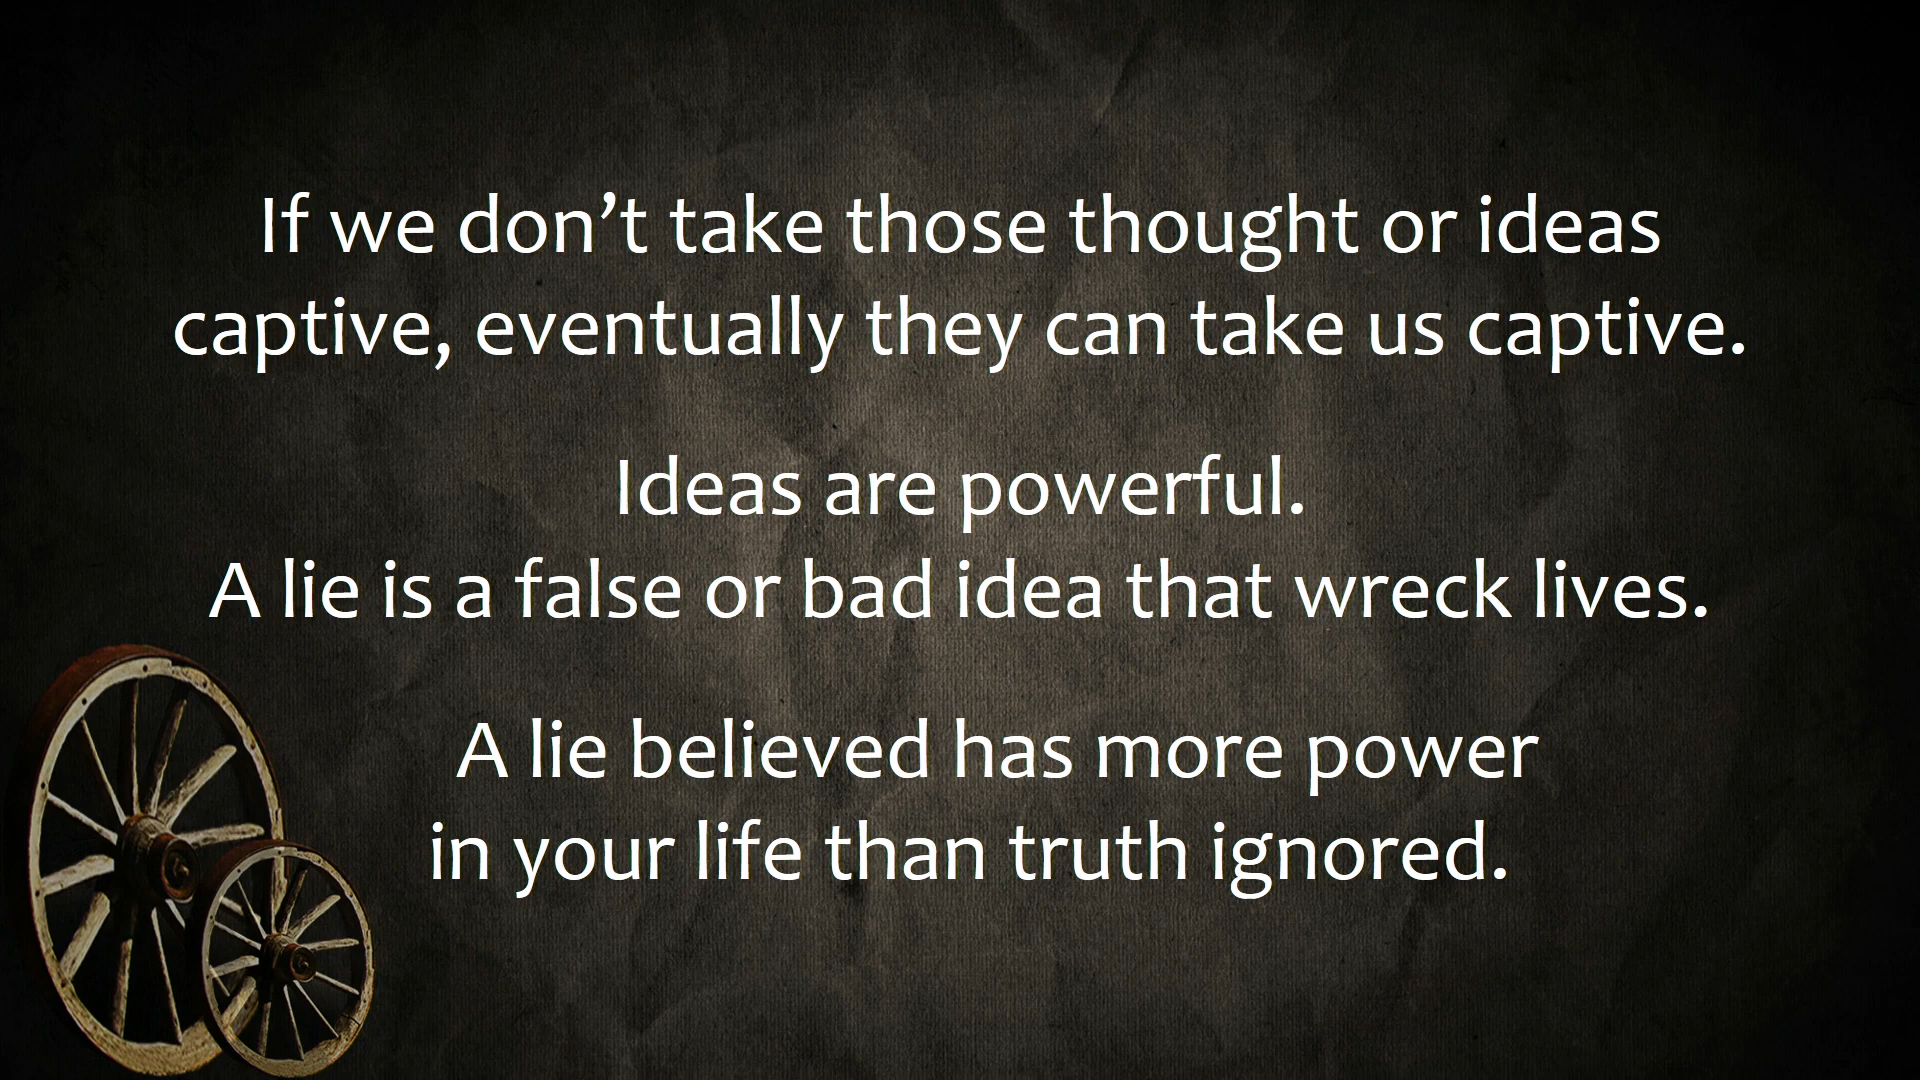 If we don’t take those thought or ideas
captive, eventually they can take us captive.
Ideas are powerful.
A lie is a false or bad idea that wreck lives.
A lie believed has more power
in your life than truth ignored.